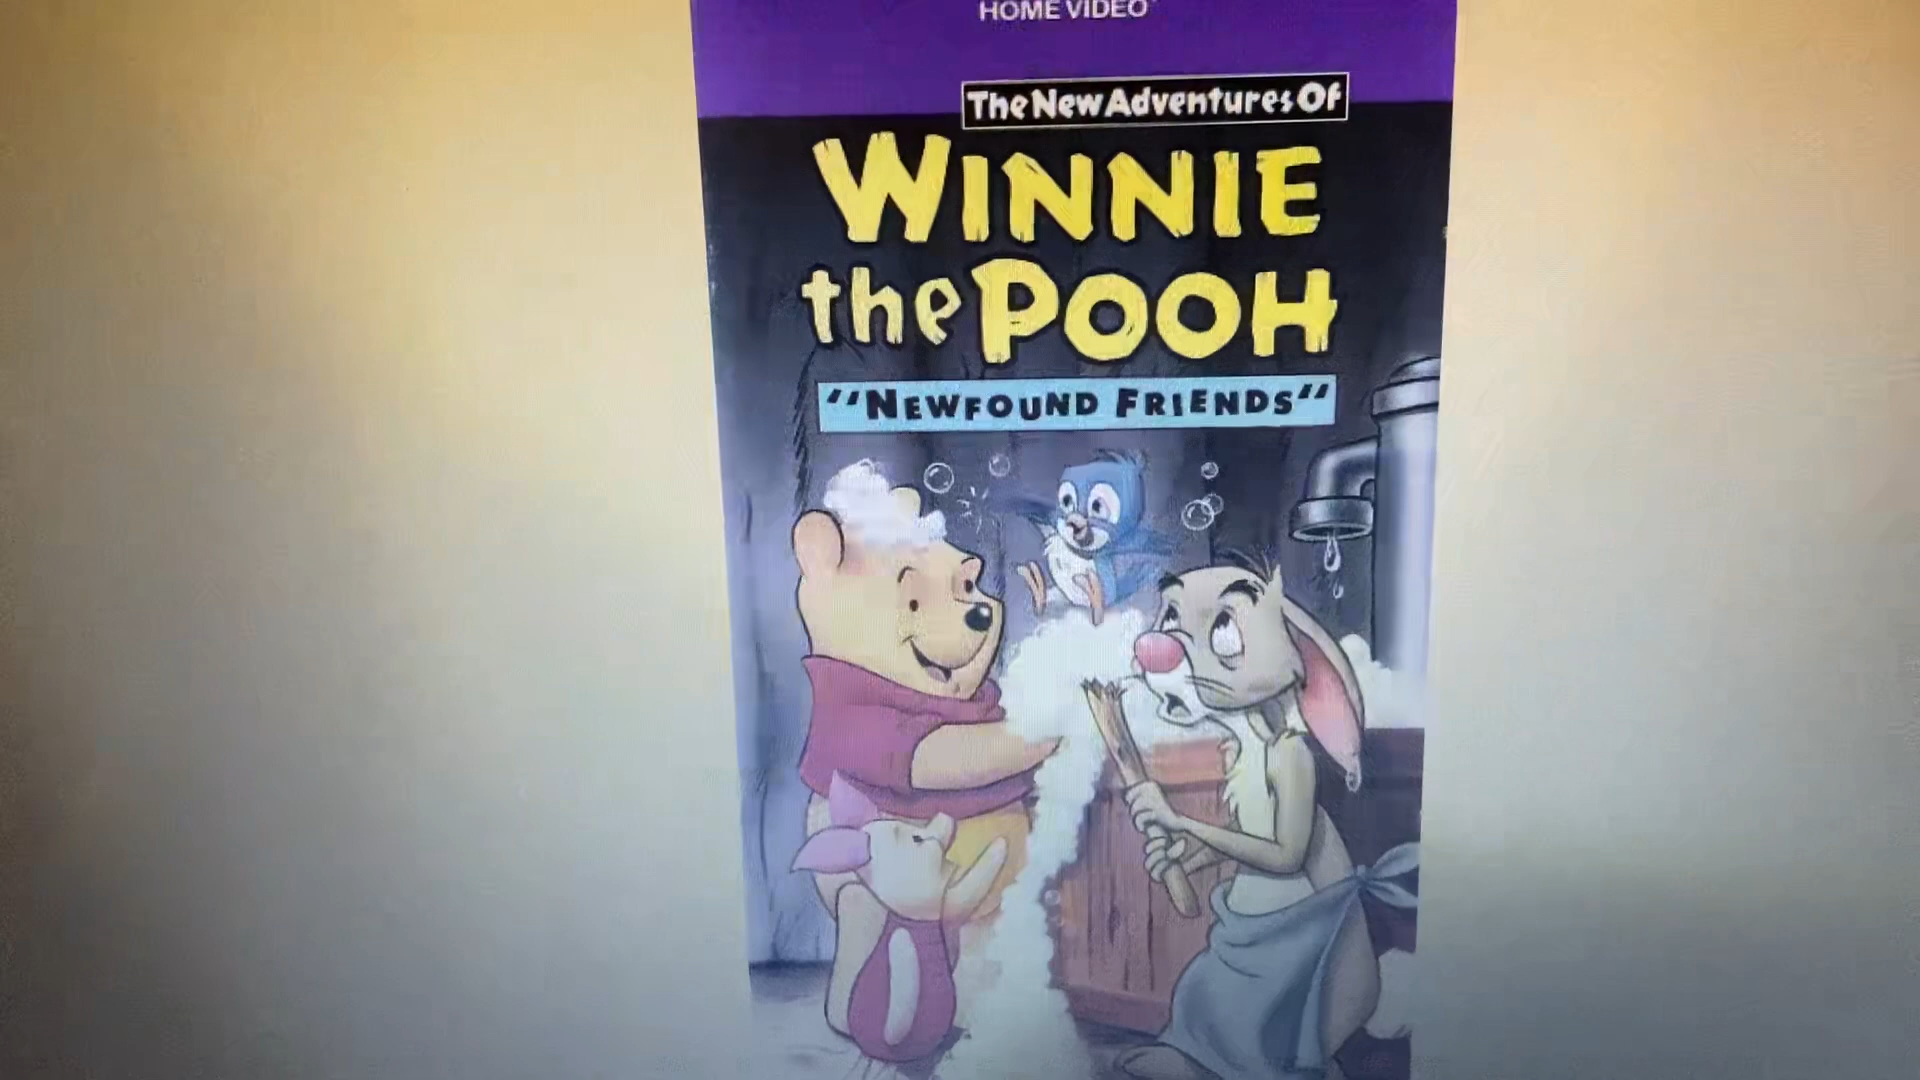 HOME VIDEO
The New Adventures Of
WINNIE
the POOH
"NEWFOUND FRIENDS"